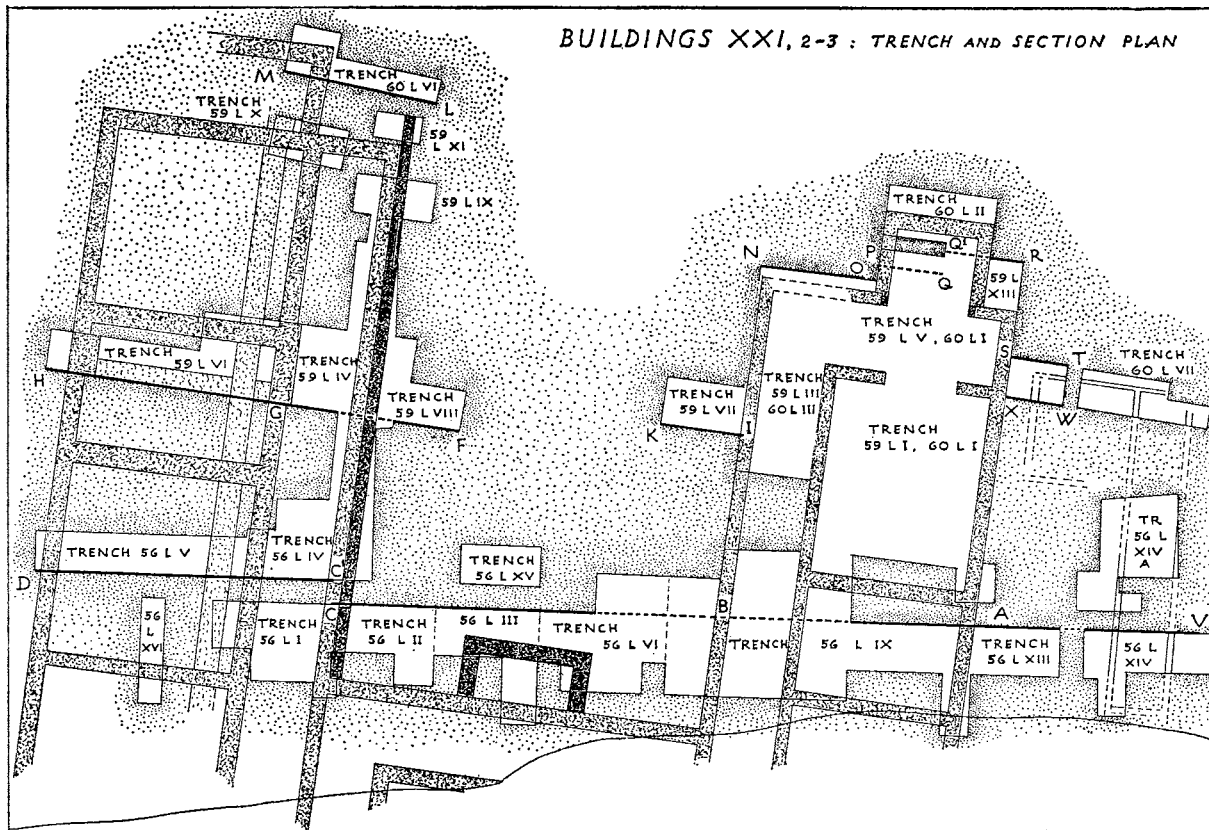 BUILDINGS XXI, 2-3 : TRENCH AND SECTION PLAN
M
TRENCH
60 L VI
L
TRENCH
59 L X
59
L XI
59 L IX
TRENCH
60 L II
N
O
P
Q'
Q
R
59 L
XIII
TRENCH
59 L V, 60 L I
S
T
TRENCH
60 L VII
X
W
H
TRENCH
59 L VI
TRENCH
59 L IV
G
TRENCH
59 L VIII
F
TRENCH
59 L VII
K
I
TRENCH
59 L III
60 L III
TRENCH
59 L I, 60 L I
TRENCH 56 L V
TRENCH
56 L IV
D
C'
TRENCH
56 L XV
TR
56 L
XIV
A
C
B
A
V
56
L
XVI
TRENCH
56 L I
TRENCH
56 L II
56 L III
TRENCH
56 L VI
TRENCH
56 L IX
TRENCH
56 L XIII
56 L
XIV